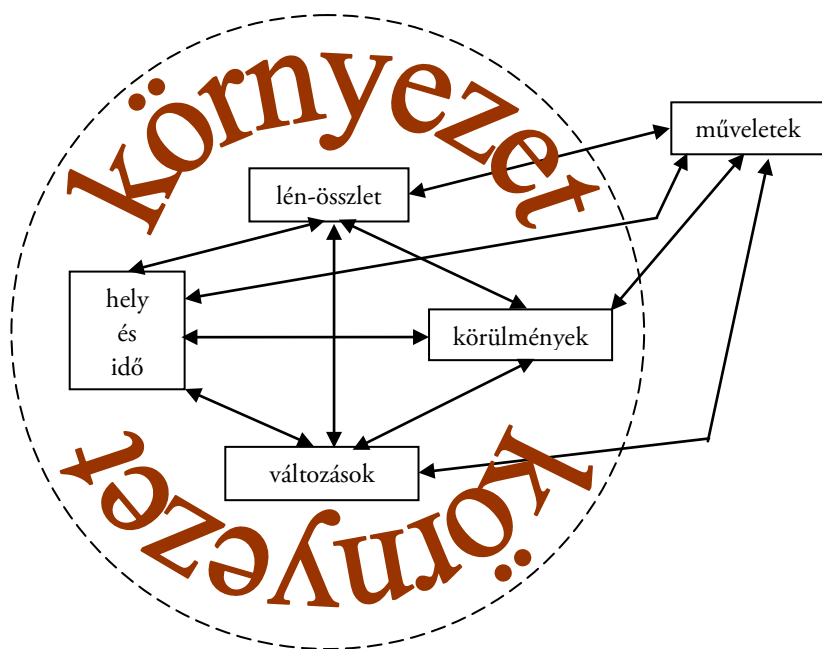 környezet
műveletek
lén-összlet
hely
és
idő
körülmények
változások
környezet